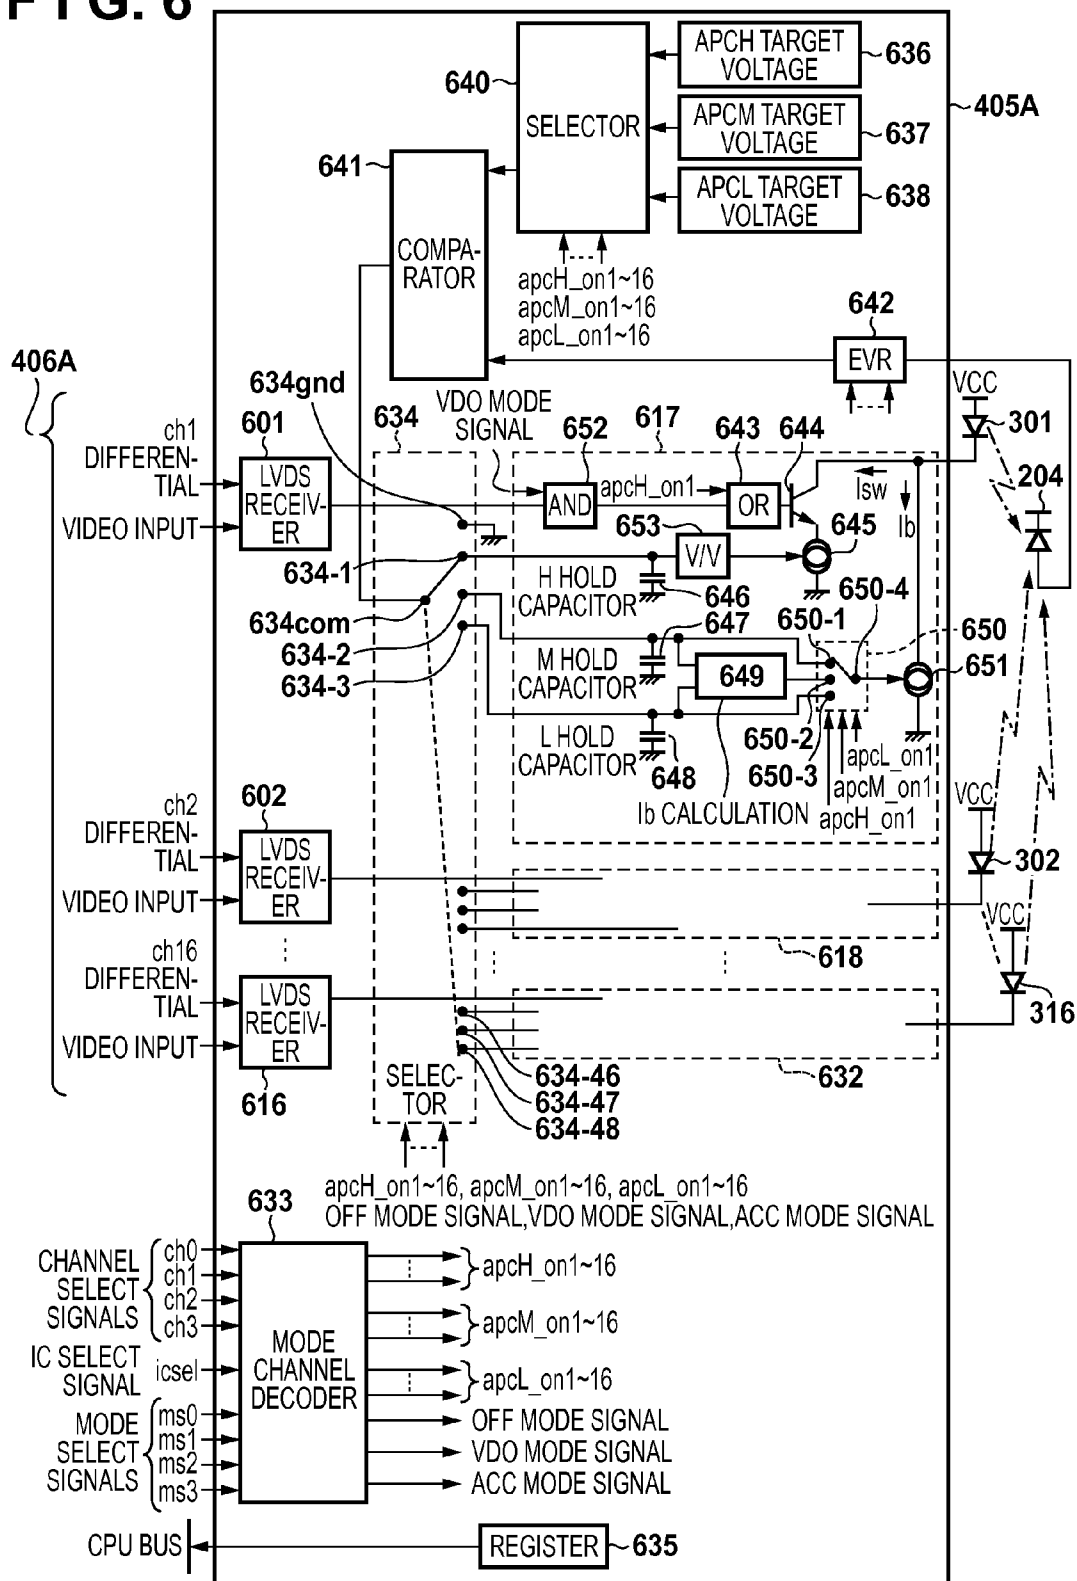 FIG. 6
640
SELECTOR
APCH TARGET
VOLTAGE
636
APCM TARGET
VOLTAGE
637
APCL TARGET
VOLTAGE
638
405A
641
COMPA-
RATOR
apcH_on1~16
apcM_on1~16
apcL_on1~16
642
EVR
406A
634gnd
634
VDO MODE
SIGNAL
652
617
643
644
VCC
301
ch1
DIFFEREN-
TIAL
VIDEO INPUT
601
LVDS
RECEIV-
ER
AND
apcH_on1
OR
Isw
Ib
204
653
V/V
645
634-1
H HOLD
CAPACITOR
646
650-4
634com
634-2
634-3
647
650-1
650
M HOLD
CAPACITOR
649
651
L HOLD
CAPACITOR
648
650-2
650-3
apcL_on1
apcM_on1
apcH_on1
Ib CALCULATION
ch2
DIFFEREN-
TIAL
VIDEO INPUT
602
LVDS
RECEIV-
ER
VCC
302
618
VCC
316
ch16
DIFFEREN-
TIAL
VIDEO INPUT
LVDS
RECEIV-
ER
616
632
634-46
634-47
634-48
SELEC-
TOR
apcH_on1~16, apcM_on1~16, apcL_on1~16
OFF MODE SIGNAL,VDO MODE SIGNAL,ACC MODE SIGNAL
633
CHANNEL
SELECT
SIGNALS
ch0
ch1
ch2
ch3
IC SELECT
SIGNAL
icsel
MODE
SELECT
SIGNALS
ms0
ms1
ms2
ms3
MODE
CHANNEL
DECODER
apcH_on1~16
apcM_on1~16
apcL_on1~16
OFF MODE SIGNAL
VDO MODE SIGNAL
ACC MODE SIGNAL
CPU BUS
REGISTER
635